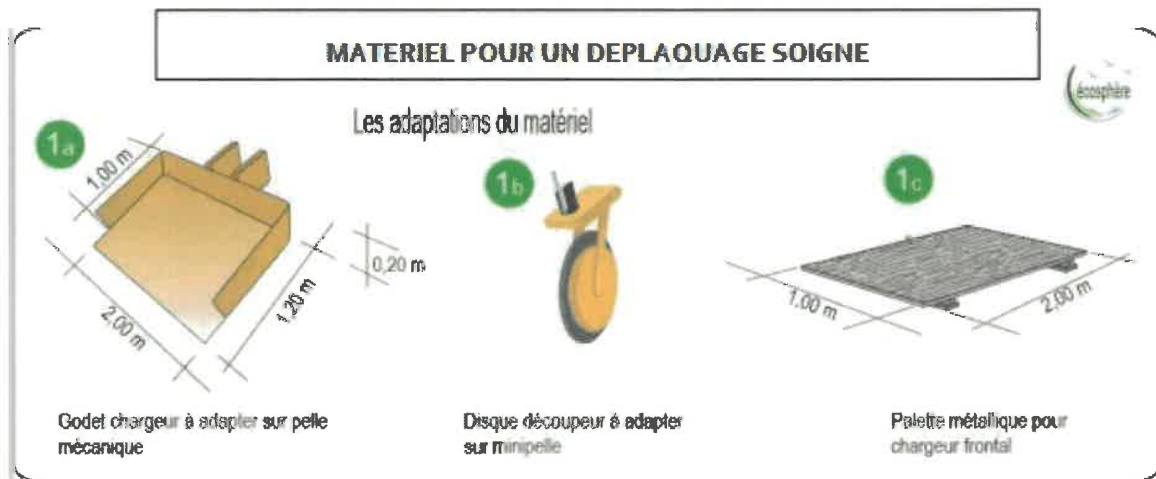 MATERIEL POUR UN DEPLAQUAGE SOIGNE
écosphère
Les adaptations du matériel
1a
1,00 m
2,00 m
1,20 m
0,20 m
Godet chargeur à adapter sur pelle
mécanique
1b
Disque découpeur à adapter
sur minipelle
1c
1,00 m
2,00 m
Palette métallique pour
chargeur frontal